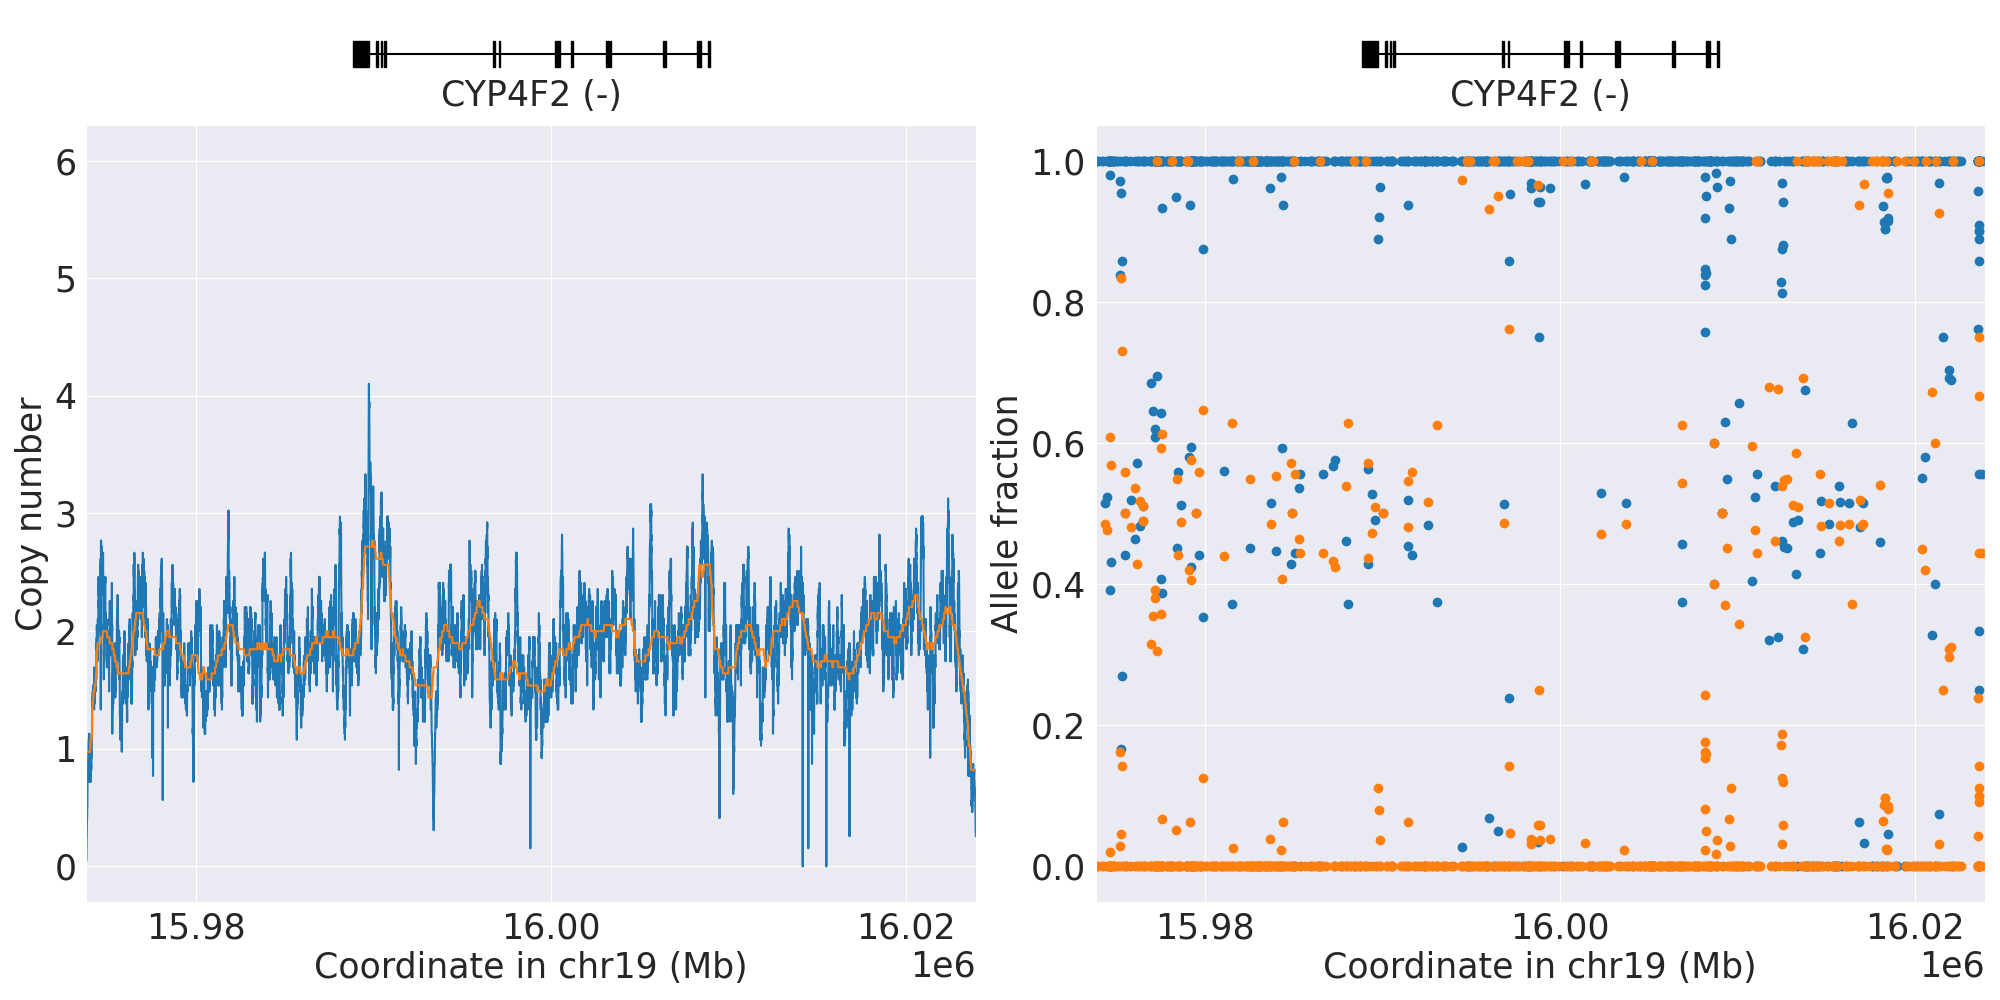 CYP4F2 (-)
6
5
4
3
2
1
0
Copy number
15.98
16.00
16.02
Coordinate in chr19 (Mb)
1e6
CYP4F2 (-)
1.0
0.8
0.6
0.4
0.2
0.0
Allele fraction
15.98
16.00
16.02
Coordinate in chr19 (Mb)
1e6